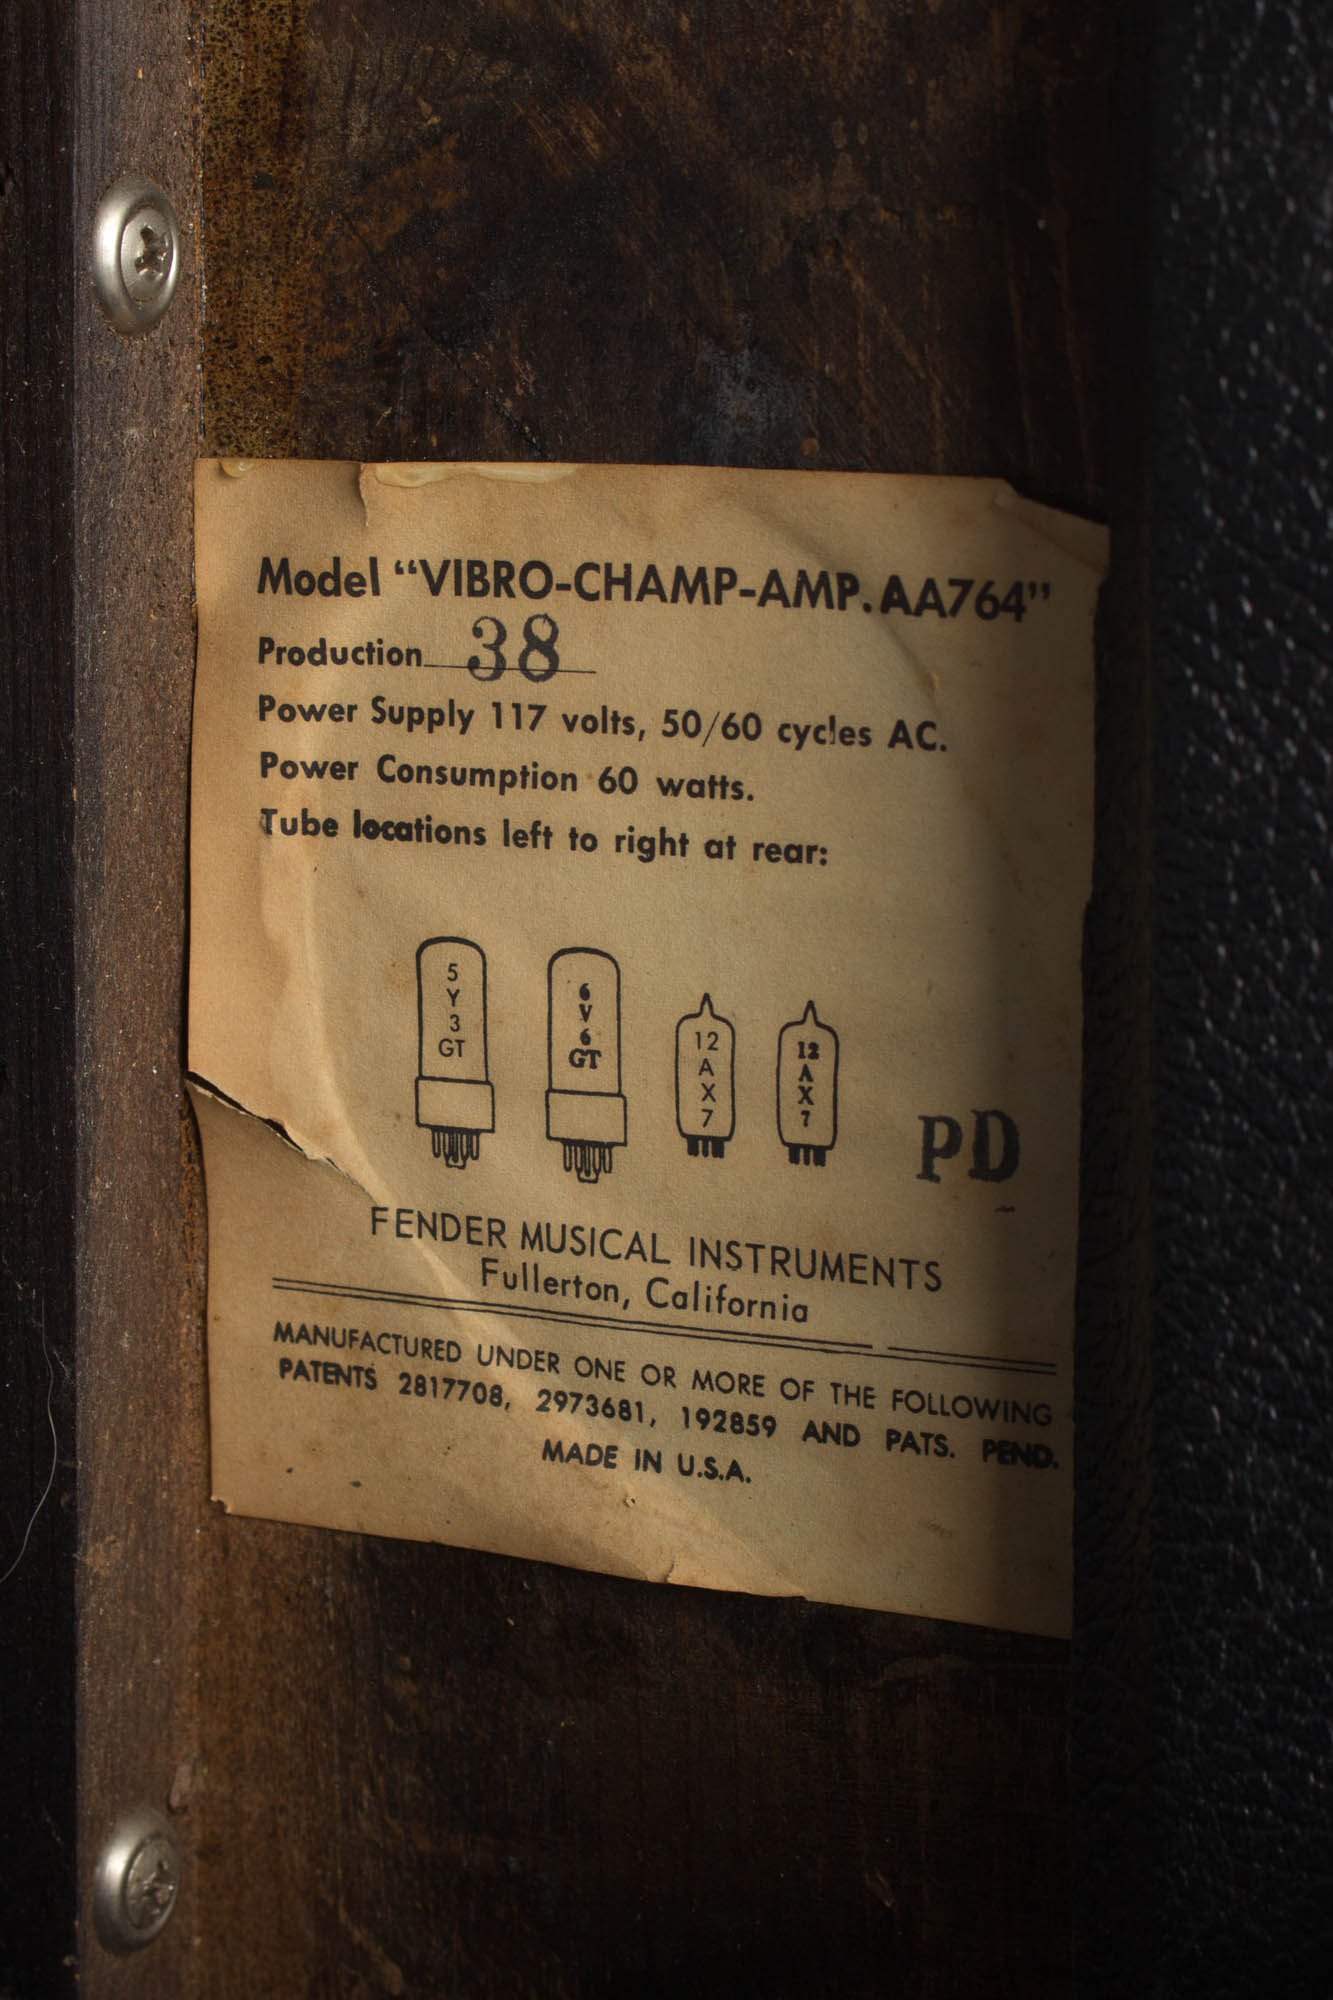 Model “VIBRO-CHAMP-AMP.AA764”
Production 38
Power Supply 117 volts, 50/60 cycles AC.
Power Consumption 60 watts.
Tube locations left to right at rear:
5
Y
3
GT
6
V
6
GT
12
A
X
7
12
A
X
7
PD
FENDER MUSICAL INSTRUMENTS
Fullerton, California
MANUFACTURED UNDER ONE OR MORE OF THE FOLLOWING
PATENTS 2817708, 2973681, 192859 AND PATS. PEND.
MADE IN U.S.A.